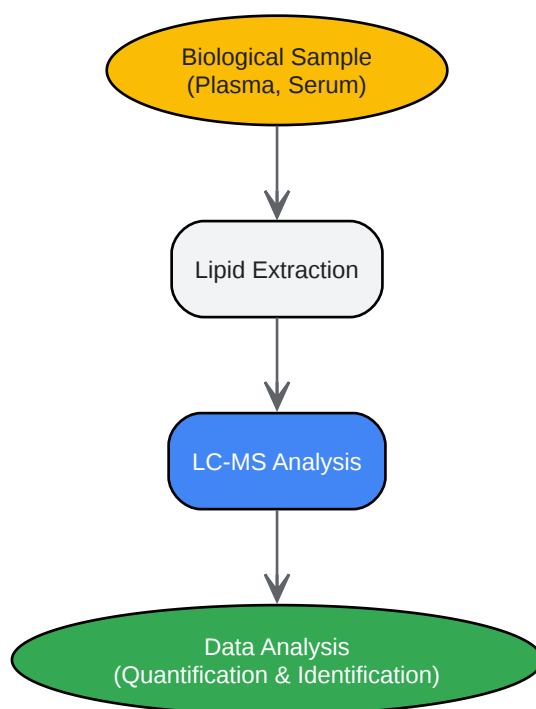 Biological Sample
(Plasma, Serum)
Lipid Extraction
LC-MS Analysis
Data Analysis
(Quantification & Identification)